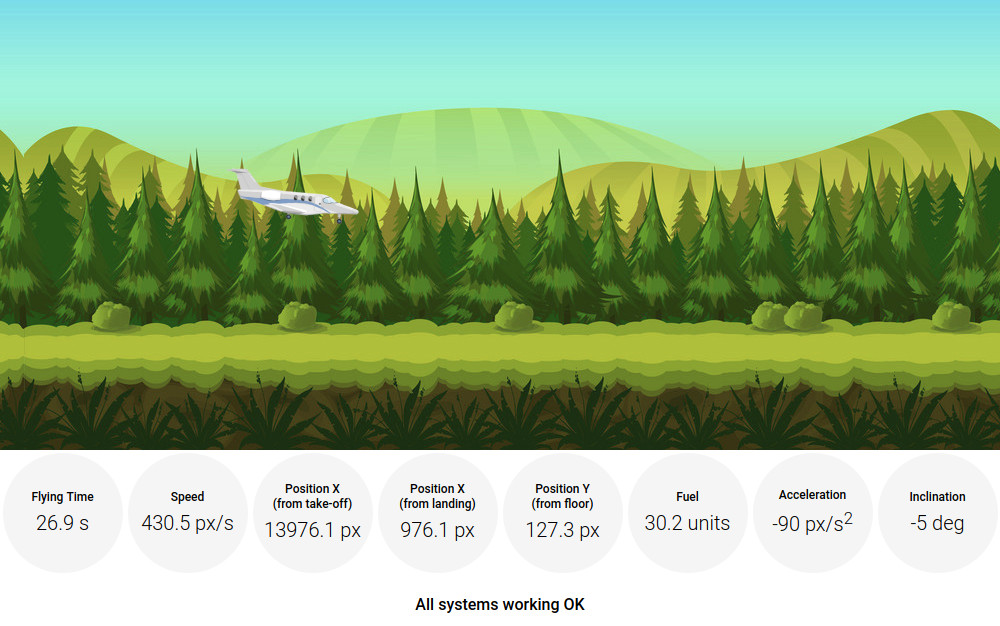 Flying Time
26.9 s
Speed
430.5 px/s
Position X
(from take-off)
13976.1 px
Position X
(from landing)
976.1 px
Position Y
(from floor)
127.3 px
Fuel
30.2 units
Acceleration
-90 px/s2
Inclination
-5 deg
All systems working OK